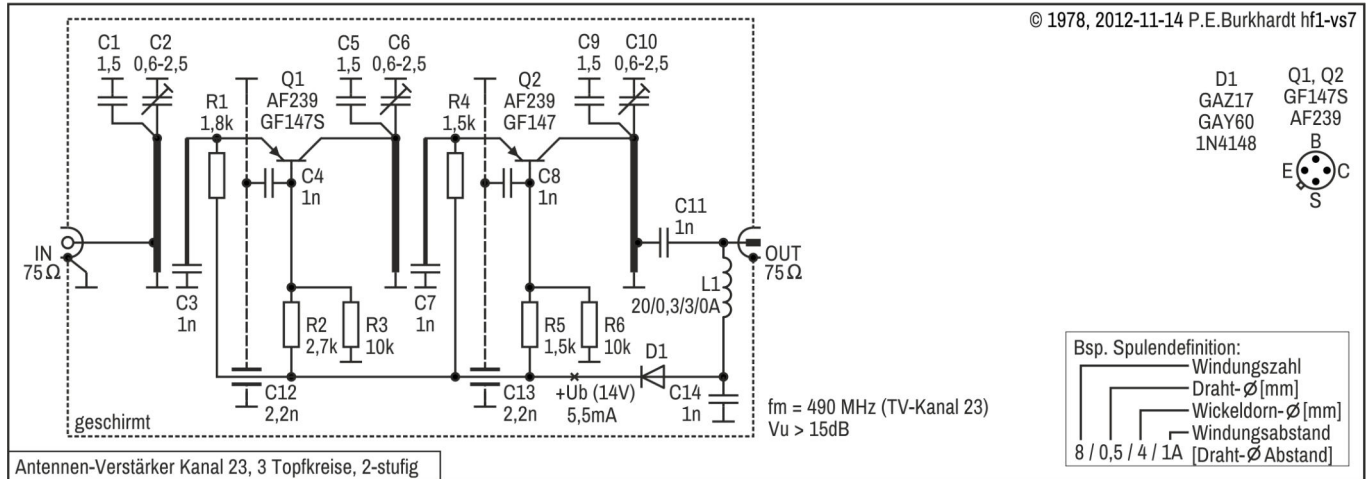 © 1978, 2012-11-14 P.E.Burkhardt hf1-vs7
C1
1,5
C2
0,6-2,5
R1
1,8k
Q1
AF239
GF147S
C5
1,5
C6
0,6-2,5
R4
1,5k
Q2
AF239
GF147
C9
1,5
C10
0,6-2,5
D1
GAZ17
GAY60
1N4148
Q1, Q2
GF147S
AF239
B
E
C
S
C4
1n
C8
1n
C11
1n
IN
75Ω
OUT
75Ω
C3
1n
R2
2,7k
R3
10k
C7
1n
R5
1,5k
R6
10k
L1
20/0,3/3/0A
D1
C12
2,2n
C13
2,2n
+Ub (14V)
5,5mA
C14
1n
geschirmt
fm = 490 MHz (TV-Kanal 23)
Vu > 15dB
Bsp. Spulendefinition:
Windungszahl
Draht-Ø [mm]
Wickeldorn-Ø [mm]
Windungsabstand
8 / 0,5 / 4 / 1A [Draht-Ø Abstand]
Antennen-Verstärker Kanal 23, 3 Topfkreise, 2-stufig